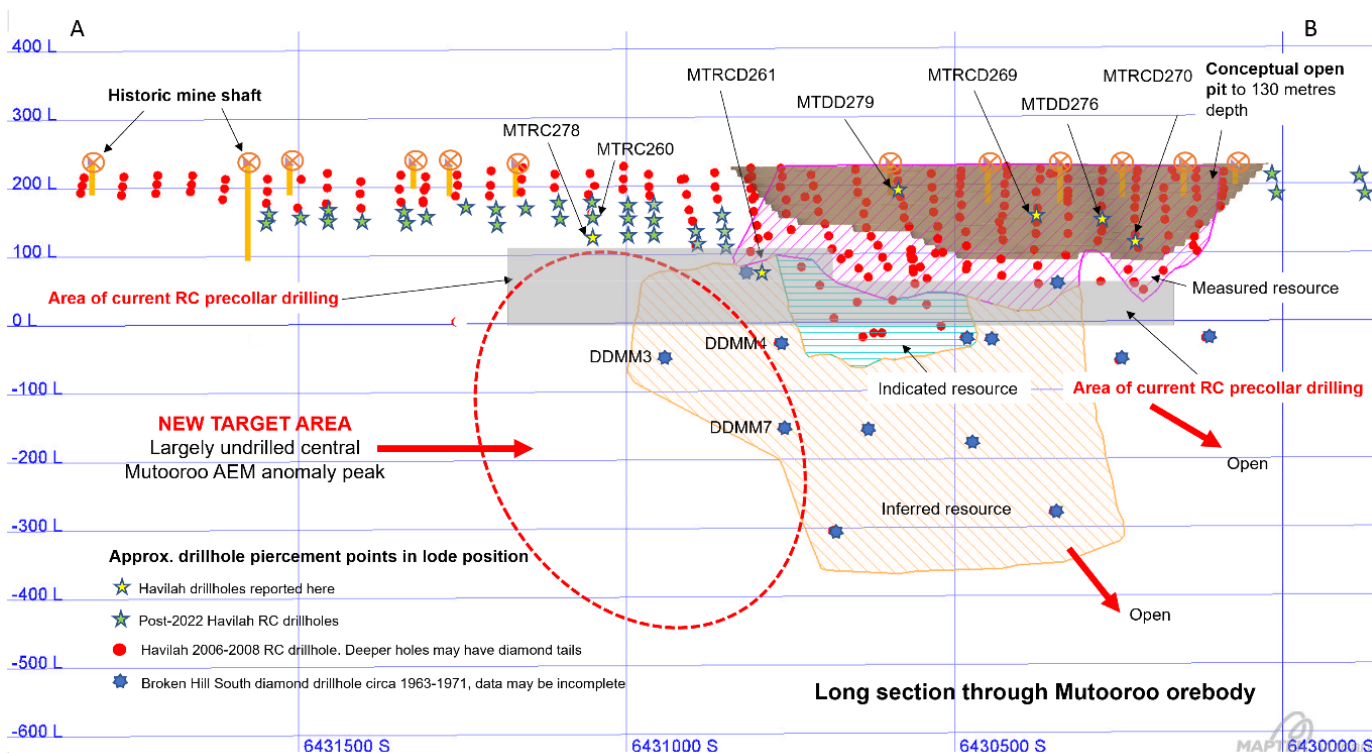 A
B
400 L
300 L
200 L
100 L
0 L
-100 L
-200 L
-300 L
-400 L
-500 L
-600 L
Historic mine shaft
MTRC278
MTRC260
MTRCD261
MTDD279
MTRCD269
MTDD276
MTRCD270
Conceptual open
pit to 130 metres
depth
Area of current RC precollar drilling
Measured resource
DDMM3
DDMM4
Indicated resource
Area of current RC precollar drilling
NEW TARGET AREA
Largely undrilled central
Mutooroo AEM anomaly peak
DDMM7
Open
Inferred resource
Open
Approx. drillhole piercement points in lode position
Havilah drillholes reported here
Post-2022 Havilah RC drillholes
Havilah 2006-2008 RC drillhole. Deeper holes may have diamond tails
Broken Hill South diamond drillhole circa 1963-1971, data may be incomplete
Long section through Mutooroo orebody
6431500 S
6431000 S
6430500 S
6430000 S